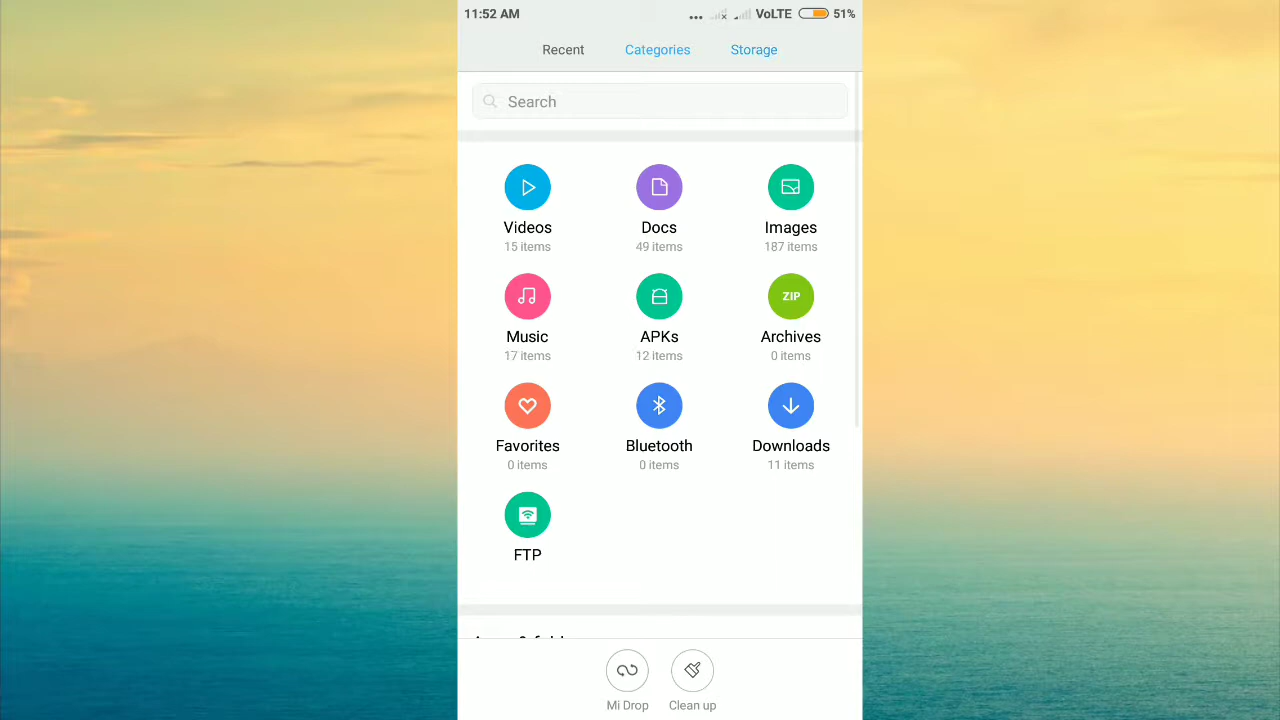 11:52 AM
VoLTE 51%
Recent Categories Storage
Search
Videos Docs Images
15 items 49 items 187 items
ZIP
Music APKs Archives
17 items 12 items 0 items
Favorites Bluetooth Downloads
0 items 0 items 11 items
FTP
Mi Drop Clean up